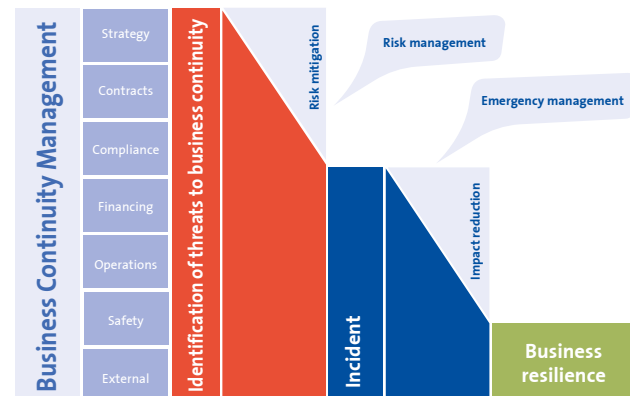 Business Continuity Management
Strategy
Contracts
Compliance
Financing
Operations
Safety
External
Identification of threats to business continuity
Risk mitigation
Risk management
Emergency management
Incident
Impact reduction
Business
resilience